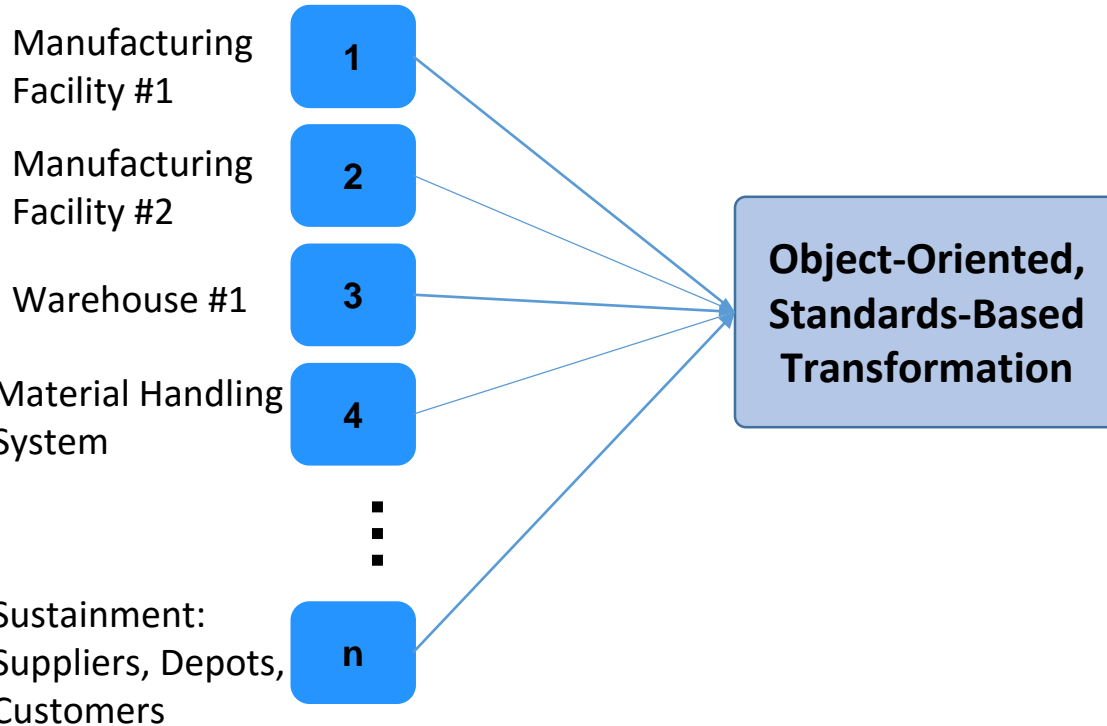 Manufacturing
Facility #1
1
Manufacturing
Facility #2
2
Warehouse #1
3
Material Handling
System
4
Sustainment:
Suppliers, Depots,
Customers
n
Object-Oriented,
Standards-Based
Transformation